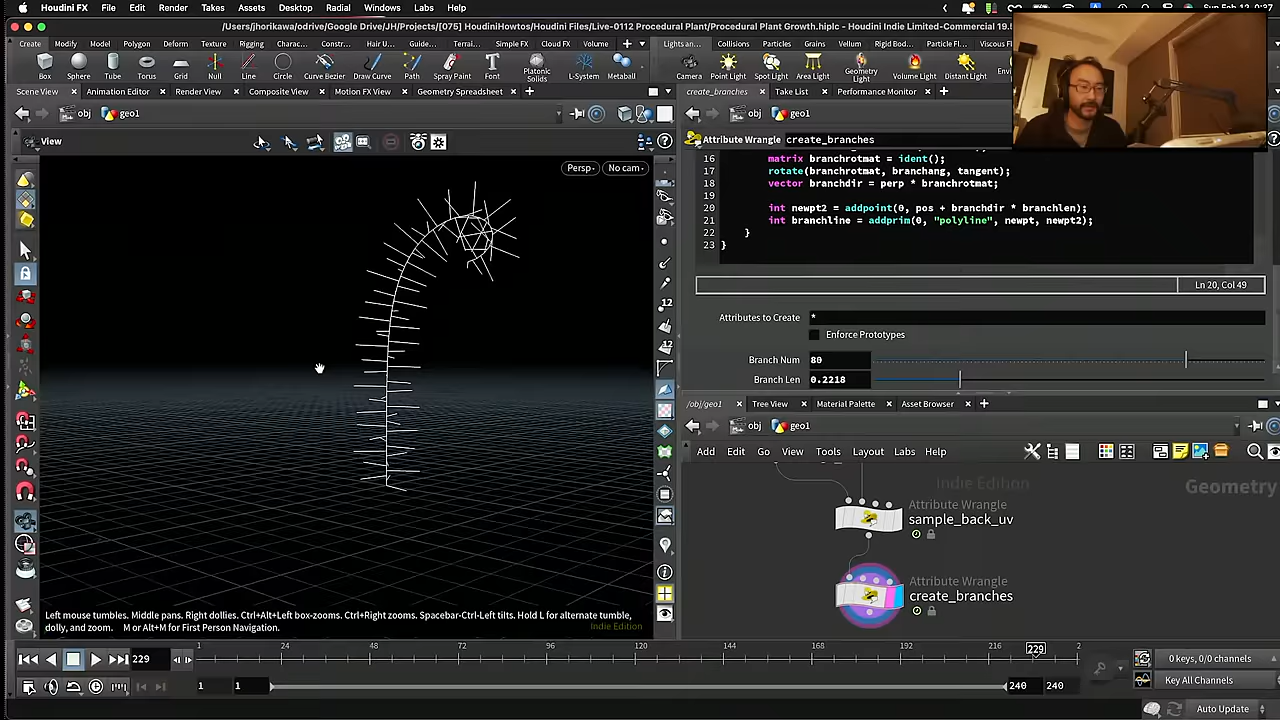 Houdini FX File Edit Render Takes Assets Desktop Radial Windows Labs Help
/Users/jhorikawa/odrive/Google Drive/JH/Projects/[075] HoudiniHowtos/Houdini Files/Live-0112 Procedural Plant/Procedural Plant Growth.hiplc - Houdini Indie Limited-Commercial 19.
Create Modify Model Polygon Deform Texture Rigging Charac... Constr... Hair U... Guide... Terrai... Simple FX Cloud FX Volume
Lights an... Collisions Particles Grains Vellum Rigid Bod... Particle Fl... Viscous
Box Sphere Tube Torus Grid Null Line Circle Curve Bezier Draw Curve Path Spray Paint Font Platonic Solids L-System Metaball
Camera Point Light Spot Light Area Light Geometry Light Volume Light Distant Light
Scene View Animation Editor Render View Composite View Motion FX View Geometry Spreadsheet
create_branches Take List Performance Monitor
obj geo1
obj geo1
View
Attribute Wrangle create_branches
Persp No cam
16 matrix branchrotmat = ident();
17 rotate(branchrotmat, branchang, tangent);
18 vector branchdir = perp * branchrotmat;
19
20 int newpt2 = addpoint(0, pos + branchdir * branchlen);
21 int branchline = addprim(0, "polyline", newpt, newpt2);
22 }
23 }
Ln 20, Col 49
Attributes to Create *
Enforce Prototypes
Branch Num 80
Branch Len 0.2218
/obj/geo1 Tree View Material Palette Asset Browser
obj geo1
Add Edit Go View Tools Layout Labs Help
Indie Edition
Geometry
Attribute Wrangle
sample_back_uv
Attribute Wrangle
create_branches
Left mouse tumbles. Middle pans. Right dollies. Ctrl+Alt+Left box-zooms. Ctrl+Right zooms. Spacebar-Ctrl-Left tilts. Hold L for alternate tumble,
dolly, and zoom. M or Alt+M for First Person Navigation.
Indie Edition
229
1 24 48 72 96 120 144 168 192 216 229 2
0 keys, 0/0 channels
1 1 240 240
Key All Channels
Auto Update